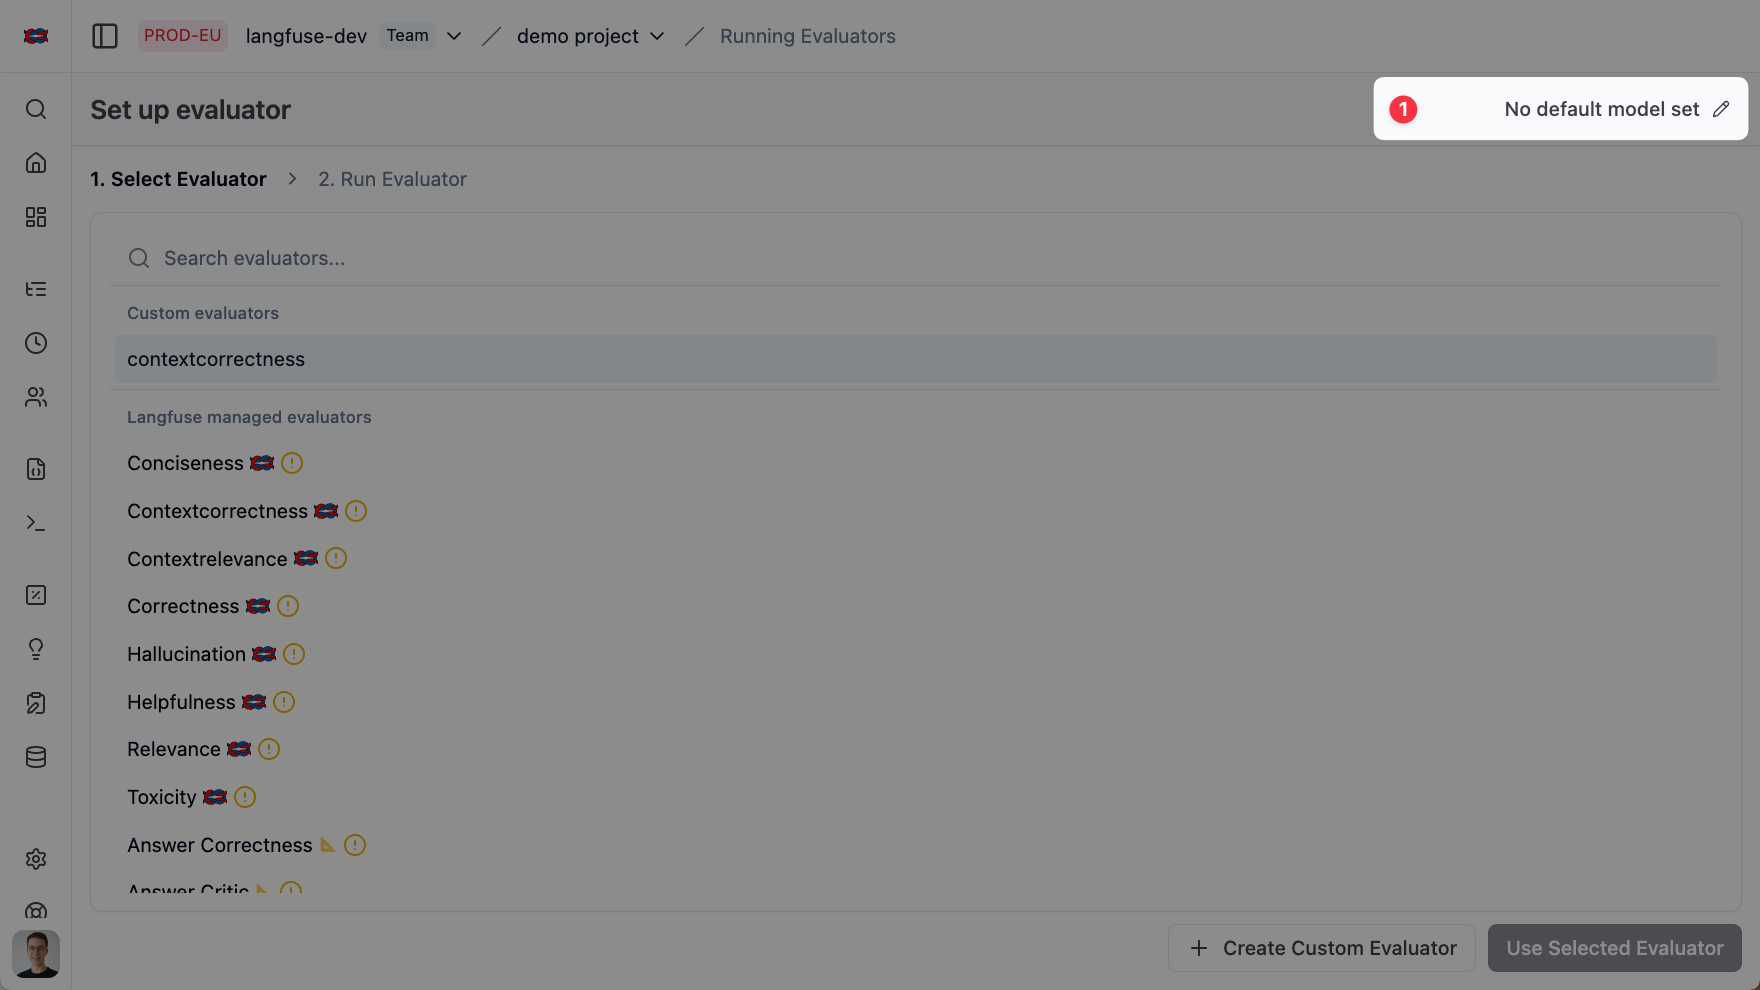 PROD-EU langfuse-dev Team demo project Running Evaluators
Set up evaluator
1 No default model set
1. Select Evaluator 2. Run Evaluator
Search evaluators...
Custom evaluators
contextcorrectness
Langfuse managed evaluators
Conciseness
Contextcorrectness
Contextrelevance
Correctness
Hallucination
Helpfulness
Relevance
Toxicity
Answer Correctness
Answer Critic
Create Custom Evaluator Use Selected Evaluator